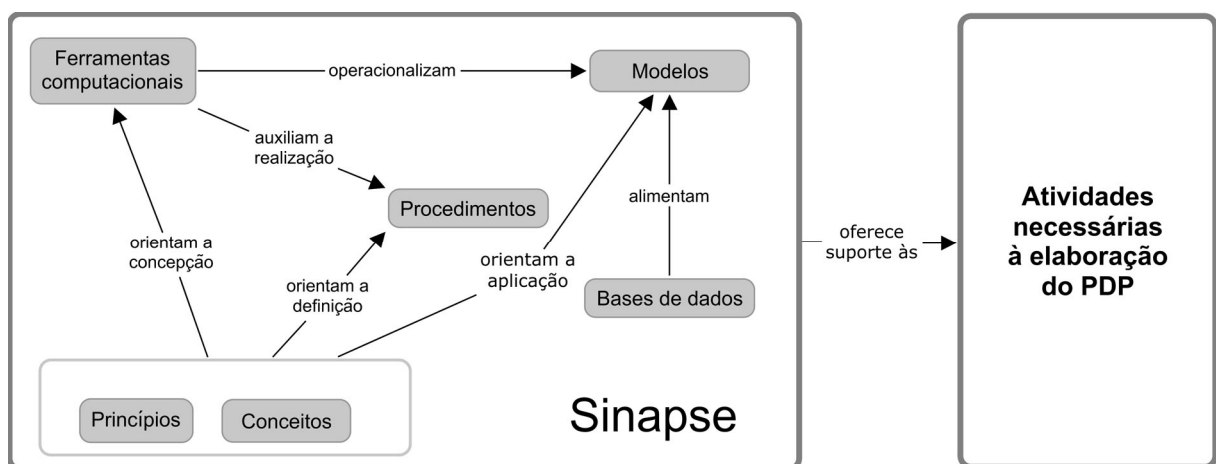 Ferramentas
computacionais
operacionalizam
Modelos
auxiliam a
realização
Procedimentos
alimentam
orientam a
concepção
orientam a
definição
orientam a
aplicação
Bases de dados
Princípios
Conceitos
Sinapse
oferece
suporte às
Atividades
necessárias
à elaboração
do PDP